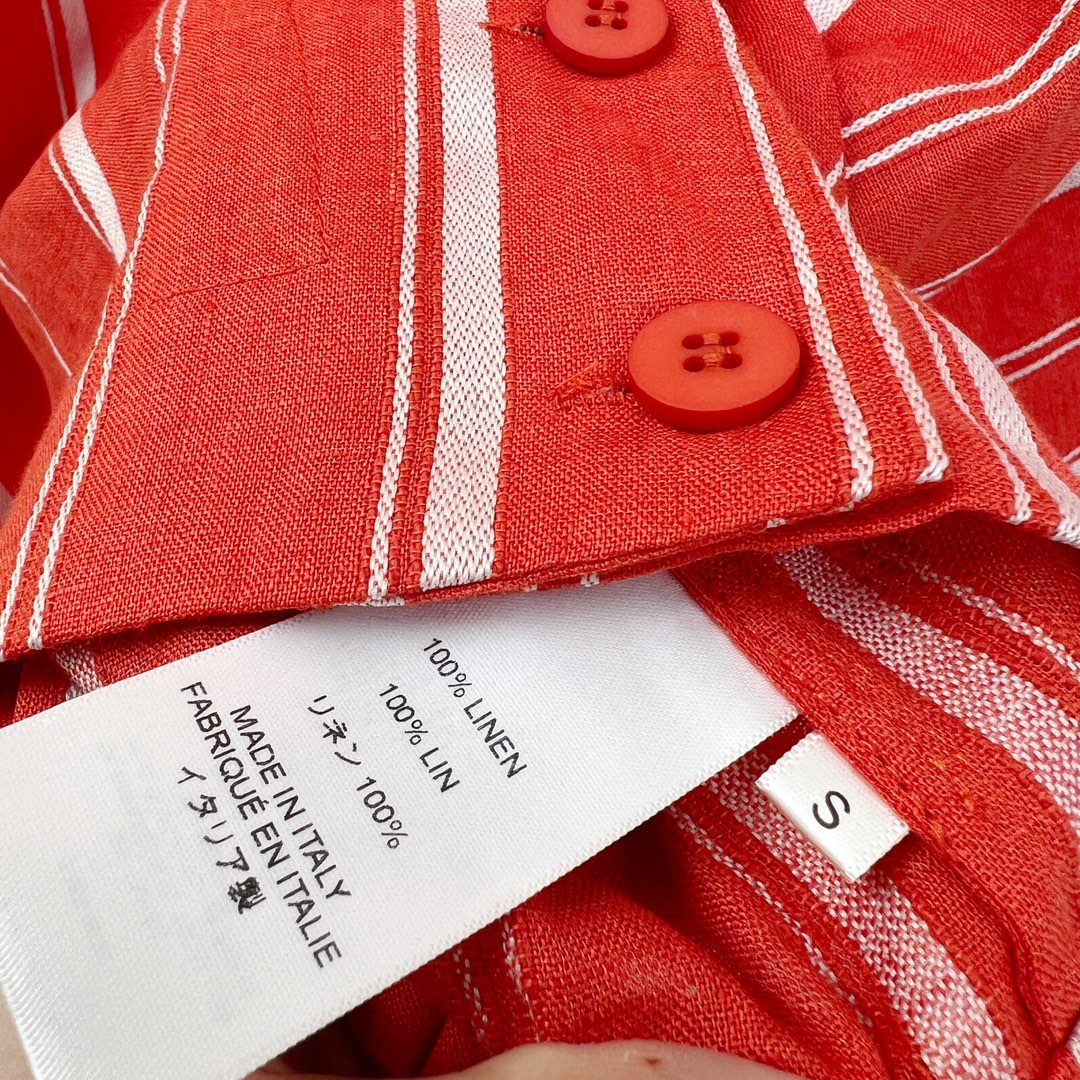 100% LINEN
100% LIN
リネン 100%
MADE IN ITALY
FABRIQUÉ EN ITALIE
イタリア製
S